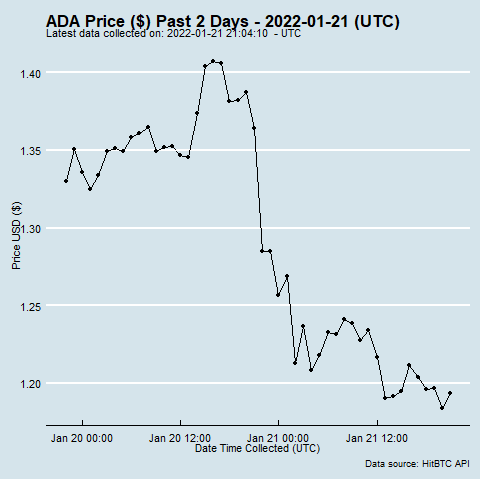 ADA Price ($) Past 2 Days - 2022-01-21 (UTC)
Latest data collected on: 2022-01-21 21:04:10 - UTC
1.40
1.35
1.30
1.25
1.20
Price USD ($)
Jan 20 00:00 Jan 20 12:00 Jan 21 00:00 Jan 21 12:00
Date Time Collected (UTC)
Data source: HitBTC API